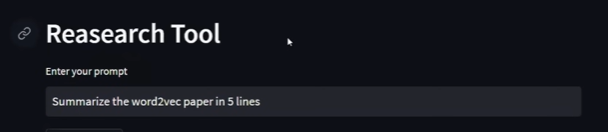 Reasearch Tool
Enter your prompt
Summarize the word2vec paper in 5 lines